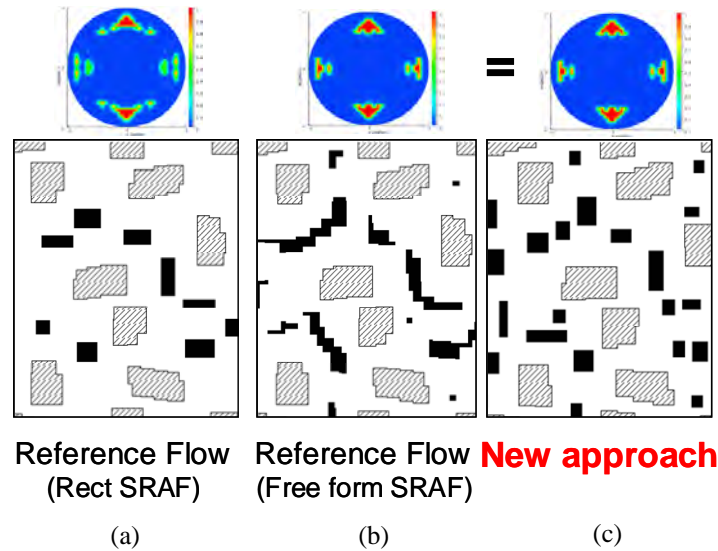 =
Reference Flow
(Rect SRAF)
Reference Flow
(Free form SRAF)
New approach
(a)
(b)
(c)